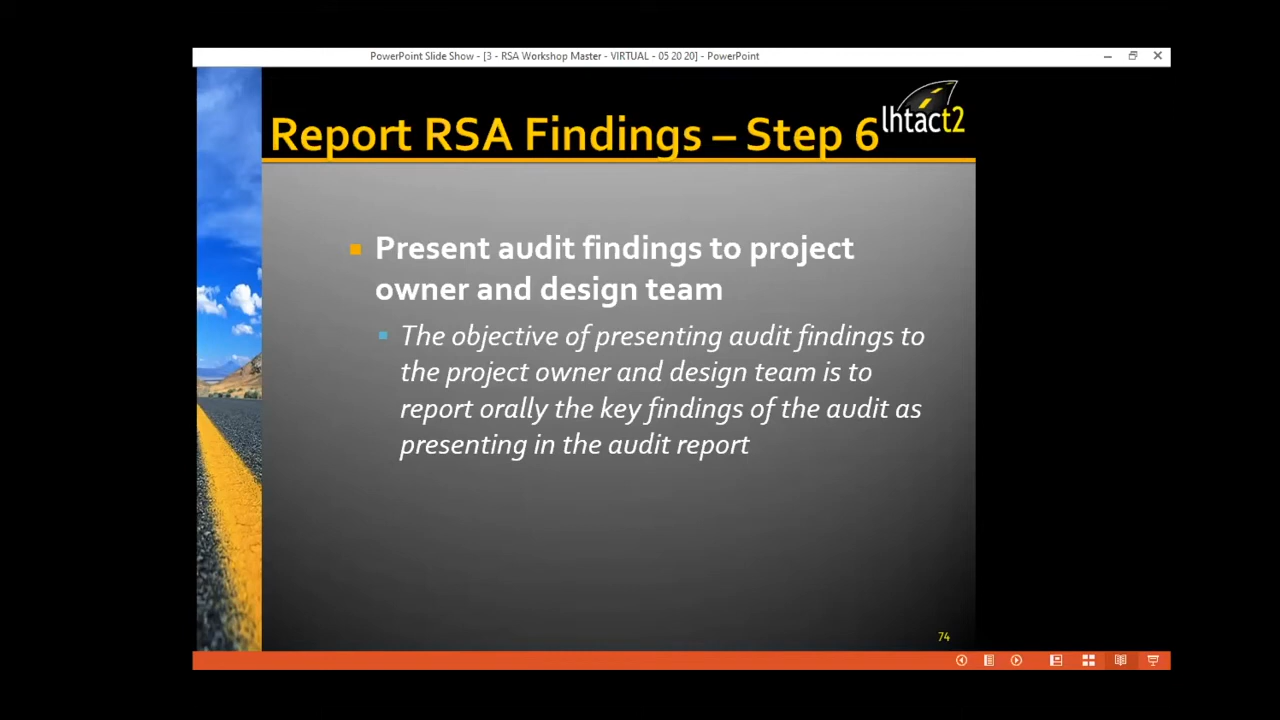 PowerPoint Slide Show - [3 - RSA Workshop Master - VIRTUAL - 05 20 20] - PowerPoint
lhtact2
Report RSA Findings – Step 6
Present audit findings to project
owner and design team
The objective of presenting audit findings to
the project owner and design team is to
report orally the key findings of the audit as
presenting in the audit report
74